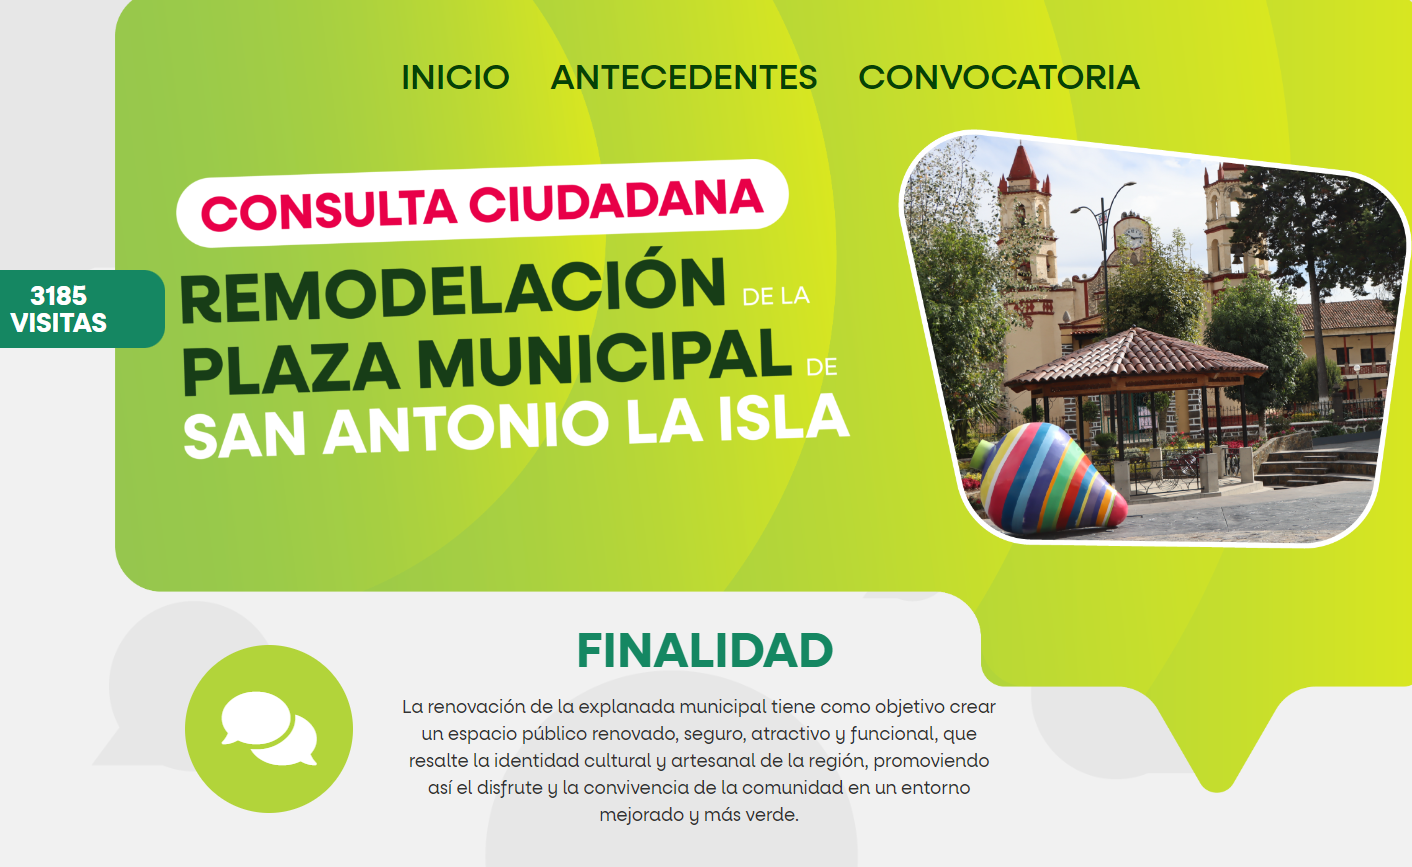 INICIO ANTECEDENTES CONVOCATORIA
CONSULTA CIUDADANA
REMODELACIÓN DE LA
PLAZA MUNICIPAL DE
SAN ANTONIO LA ISLA
3185
VISITAS
FINALIDAD
La renovación de la explanada municipal tiene como objetivo crear
un espacio público renovado, seguro, atractivo y funcional, que
resalte la identidad cultural y artesanal de la región, promoviendo
así el disfrute y la convivencia de la comunidad en un entorno
mejorado y más verde.